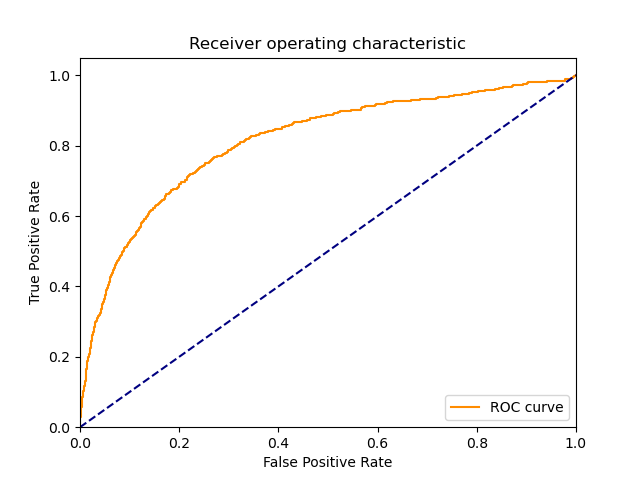 Receiver operating characteristic
True Positive Rate
1.0
0.8
0.6
0.4
0.2
0.0
0.0 0.2 0.4 0.6 0.8 1.0
False Positive Rate
ROC curve